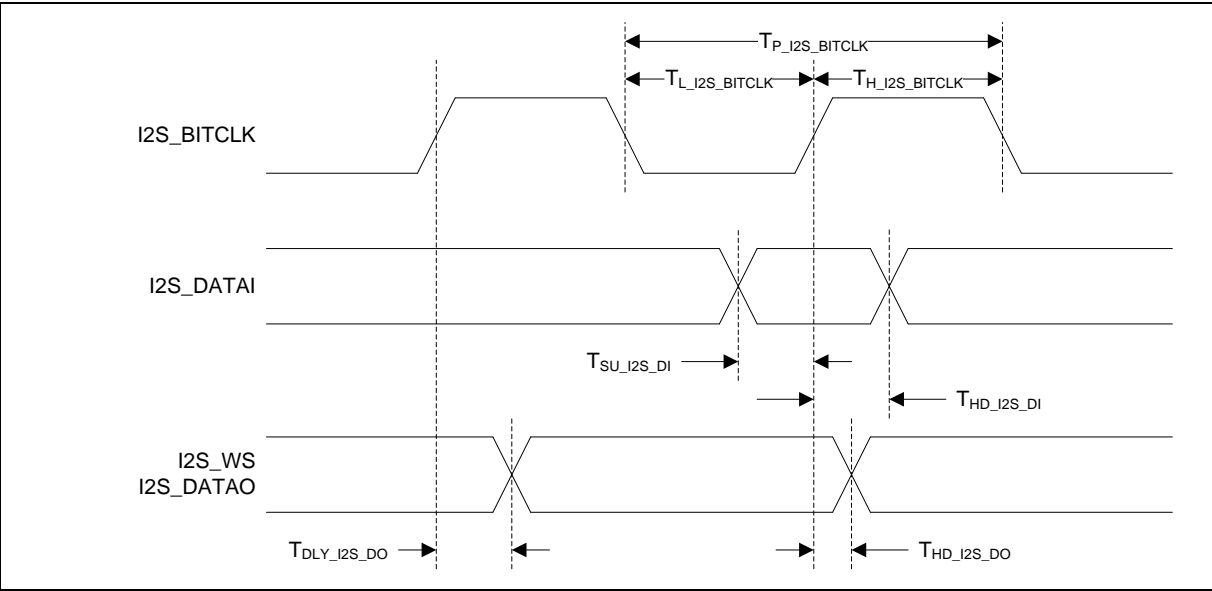 T_P_I2S_BITCLK
T_L_I2S_BITCLK T_H_I2S_BITCLK
I2S_BITCLK
I2S_DATAI
T_SU_I2S_DI
T_HD_I2S_DI
I2S_WS
I2S_DATAO
T_DLY_I2S_DO T_HD_I2S_DO